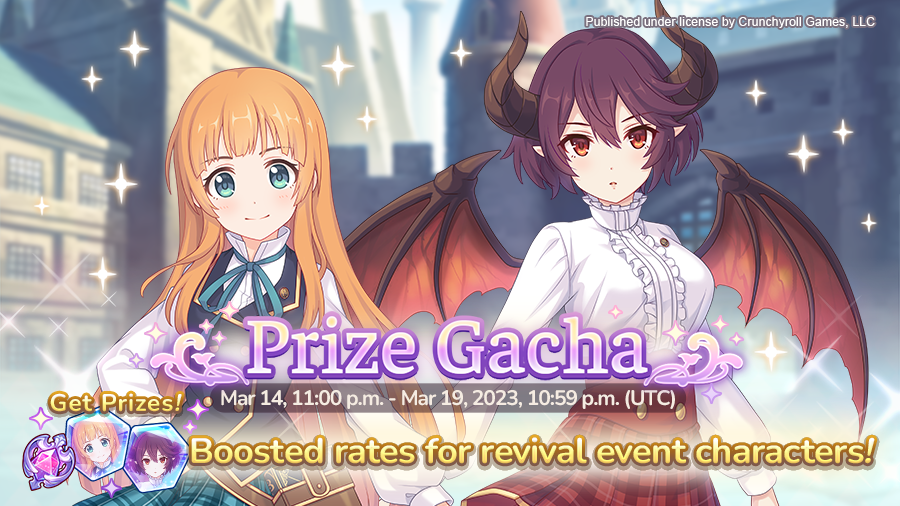 Published under license by Crunchyroll Games, LLC
Prize Gacha
Mar 14, 11:00 p.m. - Mar 19, 2023, 10:59 p.m. (UTC)
Get Prizes!
Boosted rates for revival event characters!